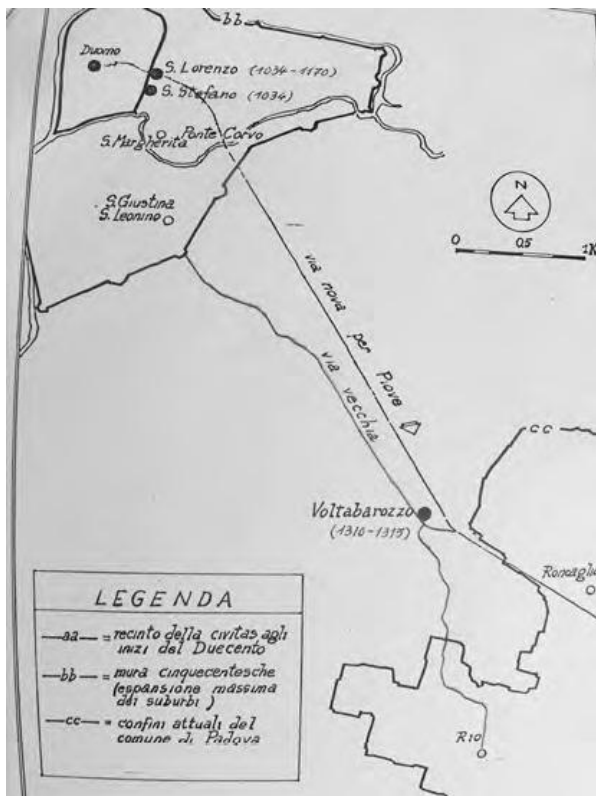 bb
Duomo
S. Lorenzo (1034-1170)
S. Stefano (1034)
S. Margherita
Ponte Corvo
S. Giustina
S. Leonino
N
0 0.5 1K
via nova per Piove
via vecchia
cc
Voltabarozzo
(1310-1315)
Roncaglia
LEGENDA
aa = recinto della civitas agli
inizi del Duecento
bb = mura cinquecentesche
(espansione massima
dei suburbi)
cc = confini attuali del
comune di Padova
RIO